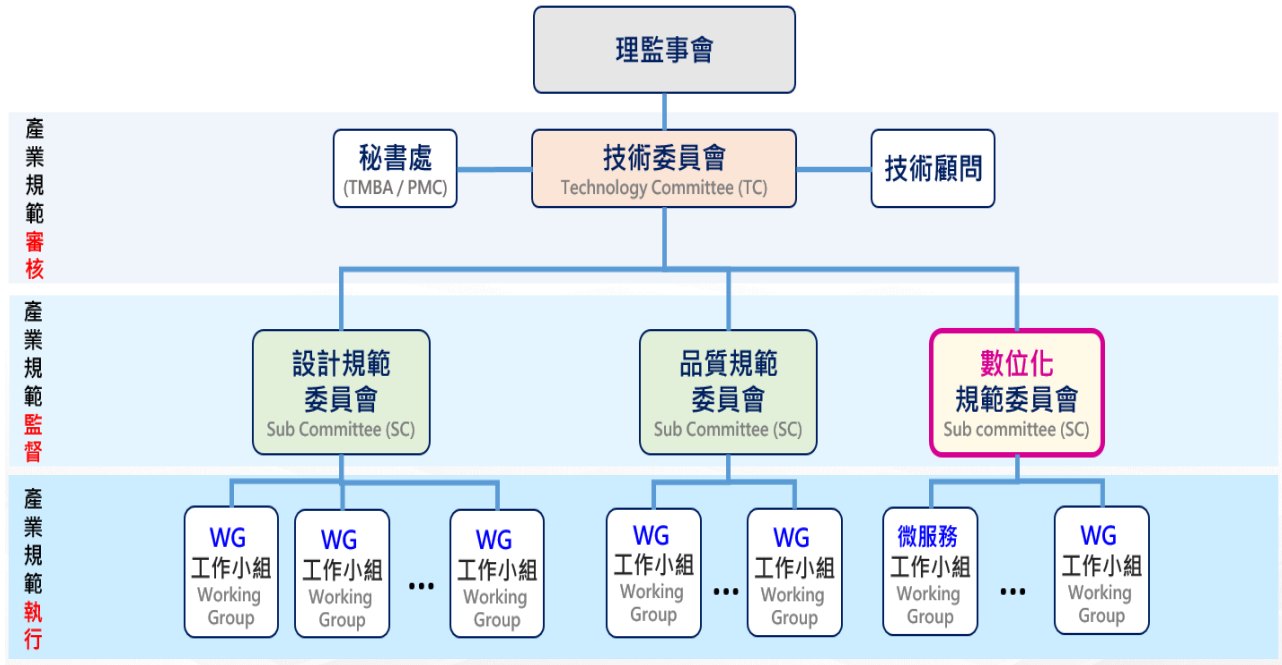 理監事會
產業規範審核
秘書處
(TMBA / PMC)
技術委員會
Technology Committee (TC)
技術顧問
產業規範監督
設計規範
委員會
Sub Committee (SC)
品質規範
委員會
Sub Committee (SC)
數位化
規範委員會
Sub committee (SC)
產業規範執行
WG
工作小組
Working
Group
WG
工作小組
Working
Group
...
WG
工作小組
Working
Group
WG
工作小組
Working
Group
...
WG
工作小組
Working
Group
微服務
工作小組
Working
Group
...
WG
工作小組
Working
Group